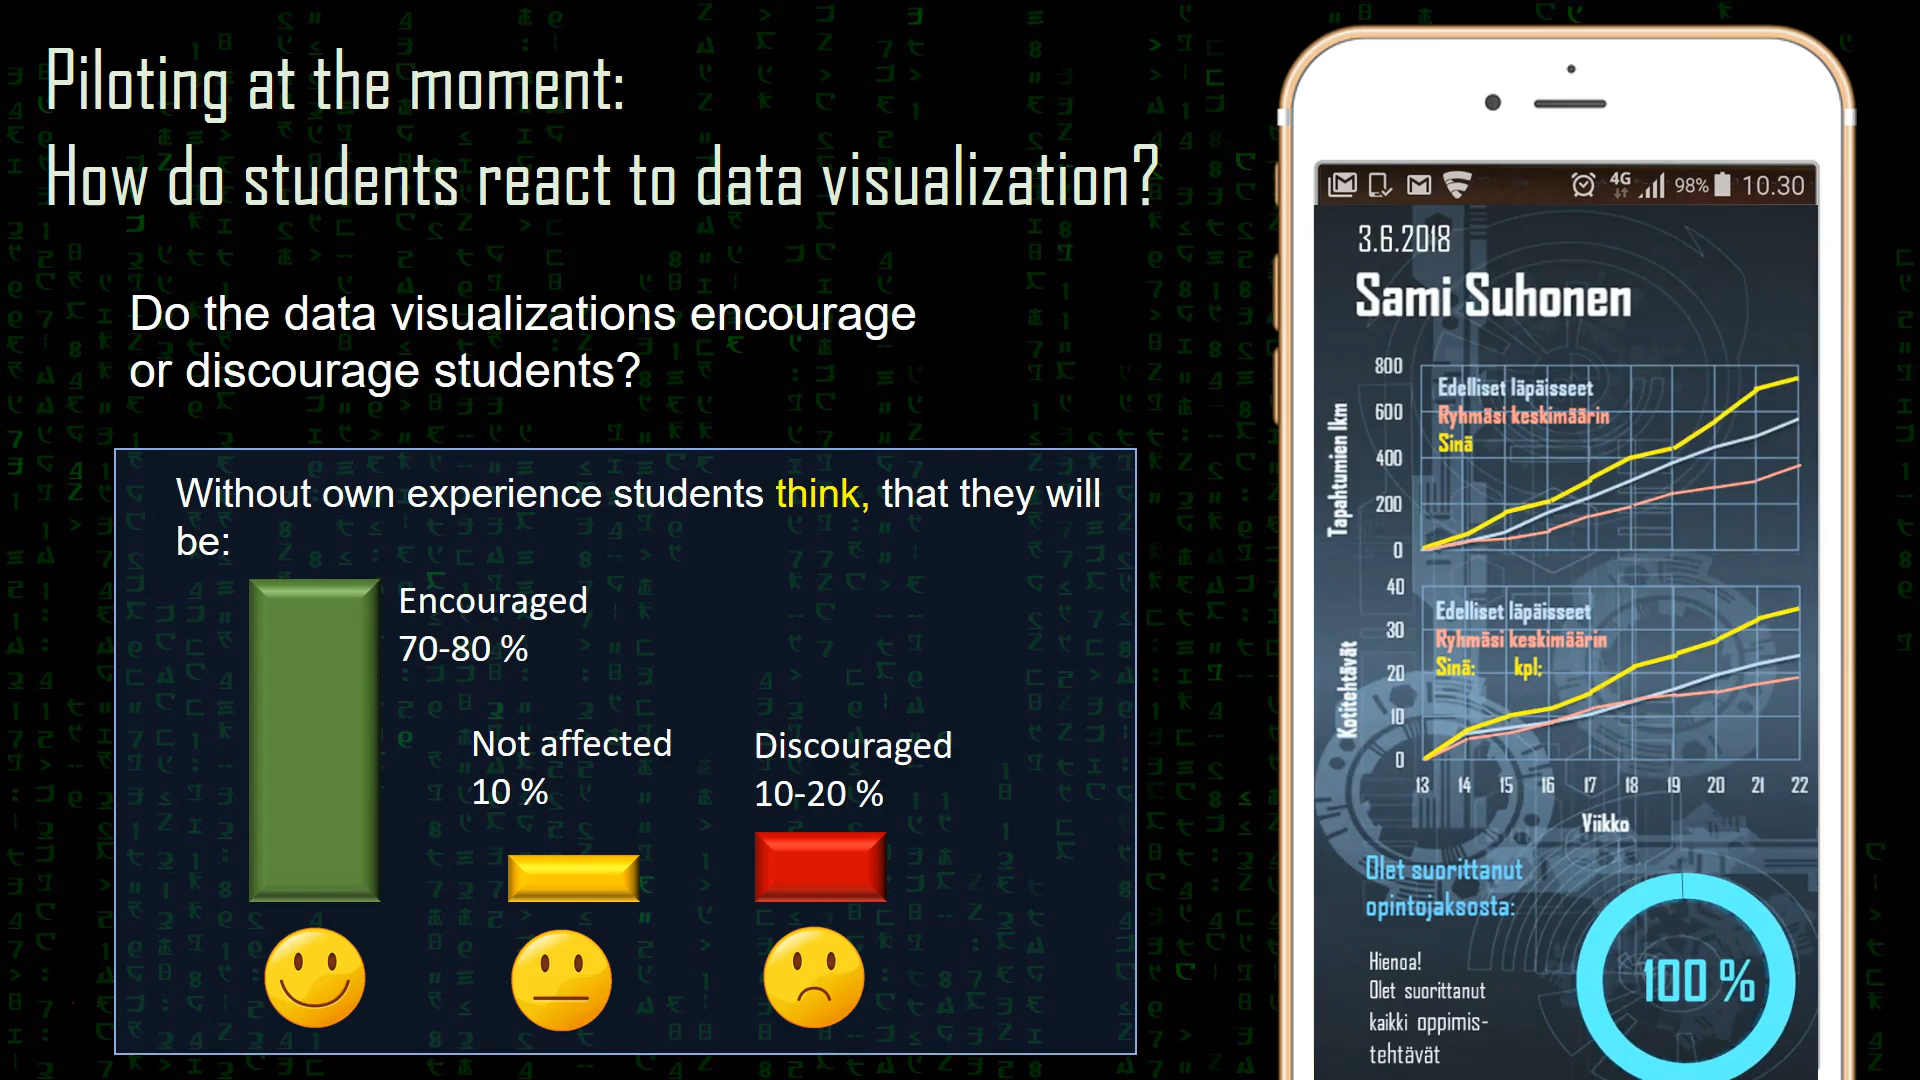 Piloting at the moment:
How do students react to data visualization?
Do the data visualizations encourage
or discourage students?
Without own experience students think, that they will
be:
Encouraged
70-80 %
Not affected
10 %
Discouraged
10-20 %
4G
98%
10.30
3.6.2018
Sami Suhonen
Tapahtumien lkm
800
600
400
200
0
Edelliset läpäisseet
Ryhmäsi keskimäärin
Sinä
Kotitehtävät
40
30
20
10
0
Edelliset läpäisseet
Ryhmäsi keskimäärin
Sinä: kpl;
13 14 15 16 17 18 19 20 21 22
Viikko
Olet suorittanut
opintojaksosta:
Hienoa!
Olet suorittanut
kaikki oppimis-
tehtävät
100 %